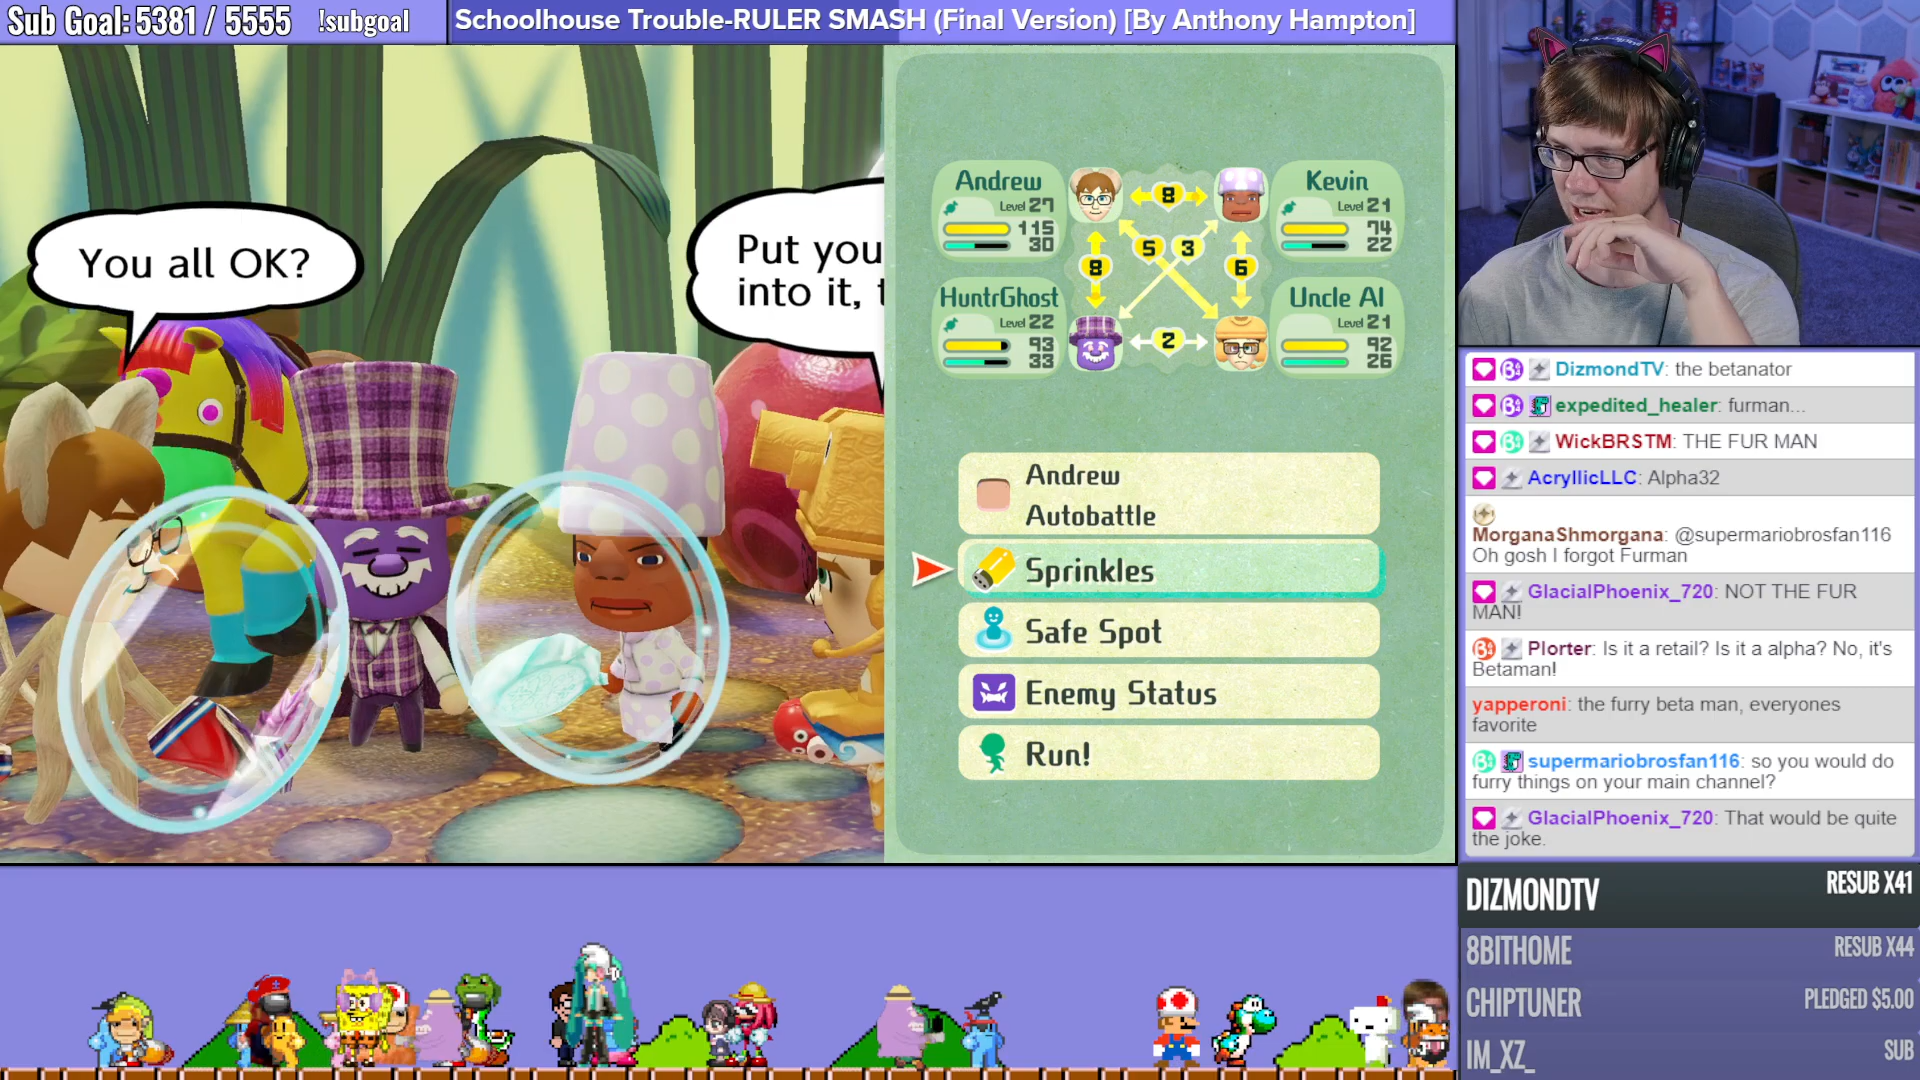 Sub Goal: 5381 / 5555 !subgoal
Schoolhouse Trouble-RULER SMASH (Final Version) [By Anthony Hampton]
You all OK?
Put you
into it, t
Andrew
Level 27
115
30
Kevin
Level 21
74
22
HuntrGhost
Level 22
93
33
Uncle Al
Level 21
92
26
8
5
3
8
6
2
Andrew
Autobattle
Sprinkles
Safe Spot
Enemy Status
Run!
DizmondTV: the betanator
expedited_healer: furman...
WickBRSTM: THE FUR MAN
AcryllicLLC: Alpha32
MorganaShmorgana: @supermariobrosfan116
Oh gosh I forgot Furman
GlacialPhoenix_720: NOT THE FUR
MAN!
Plorter: Is it a retail? Is it a alpha? No, it's
Betaman!
yapperoni: the furry beta man, everyones
favorite
supermariobrosfan116: so you would do
furry things on your main channel?
GlacialPhoenix_720: That would be quite
the joke.
DIZMONDTV RESUB X41
8BITHOME RESUB X44
CHIPTUNER PLEDGED $5.00
IM_XZ_ SUB